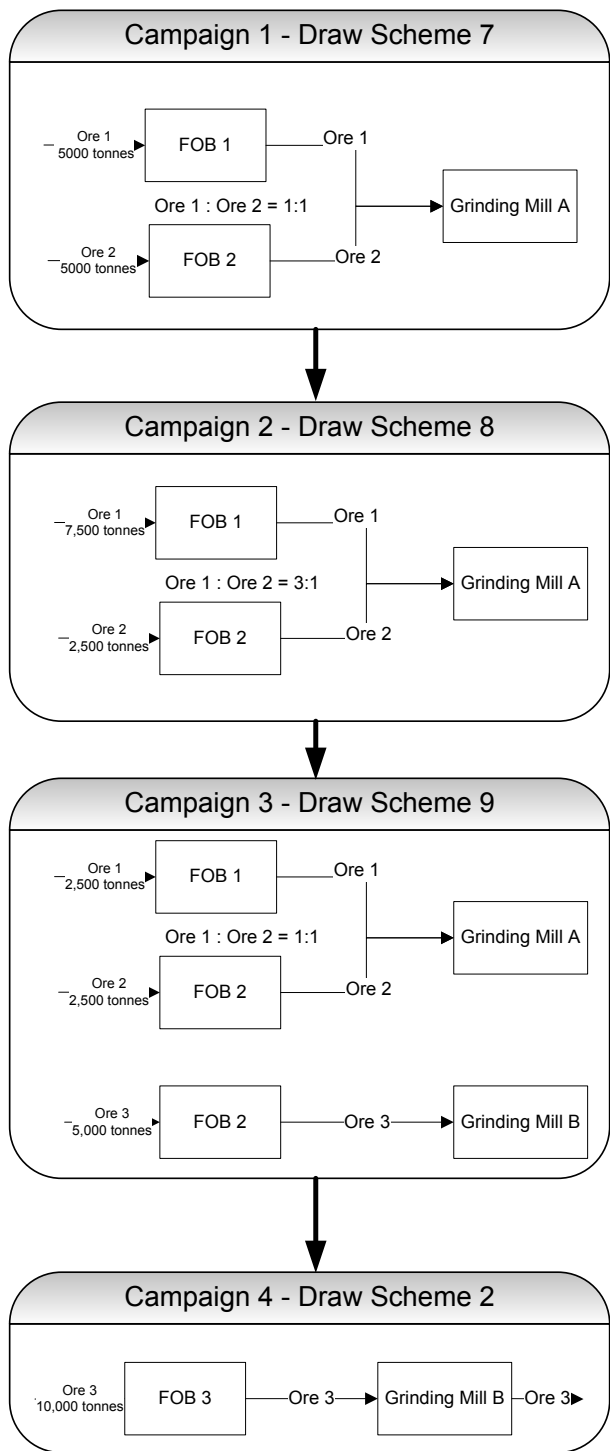 Campaign 1 - Draw Scheme 7
Ore 1
5000 tonnes
FOB 1
Ore 1
Ore 1 : Ore 2 = 1:1
Grinding Mill A
Ore 2
5000 tonnes
FOB 2
Ore 2
Campaign 2 - Draw Scheme 8
Ore 1
7,500 tonnes
FOB 1
Ore 1
Ore 1 : Ore 2 = 3:1
Grinding Mill A
Ore 2
2,500 tonnes
FOB 2
Ore 2
Campaign 3 - Draw Scheme 9
Ore 1
2,500 tonnes
FOB 1
Ore 1
Ore 1 : Ore 2 = 1:1
Grinding Mill A
Ore 2
2,500 tonnes
FOB 2
Ore 2
Ore 3
5,000 tonnes
FOB 2
Ore 3
Grinding Mill B
Campaign 4 - Draw Scheme 2
Ore 3
10,000 tonnes
FOB 3
Ore 3
Grinding Mill B
Ore 3